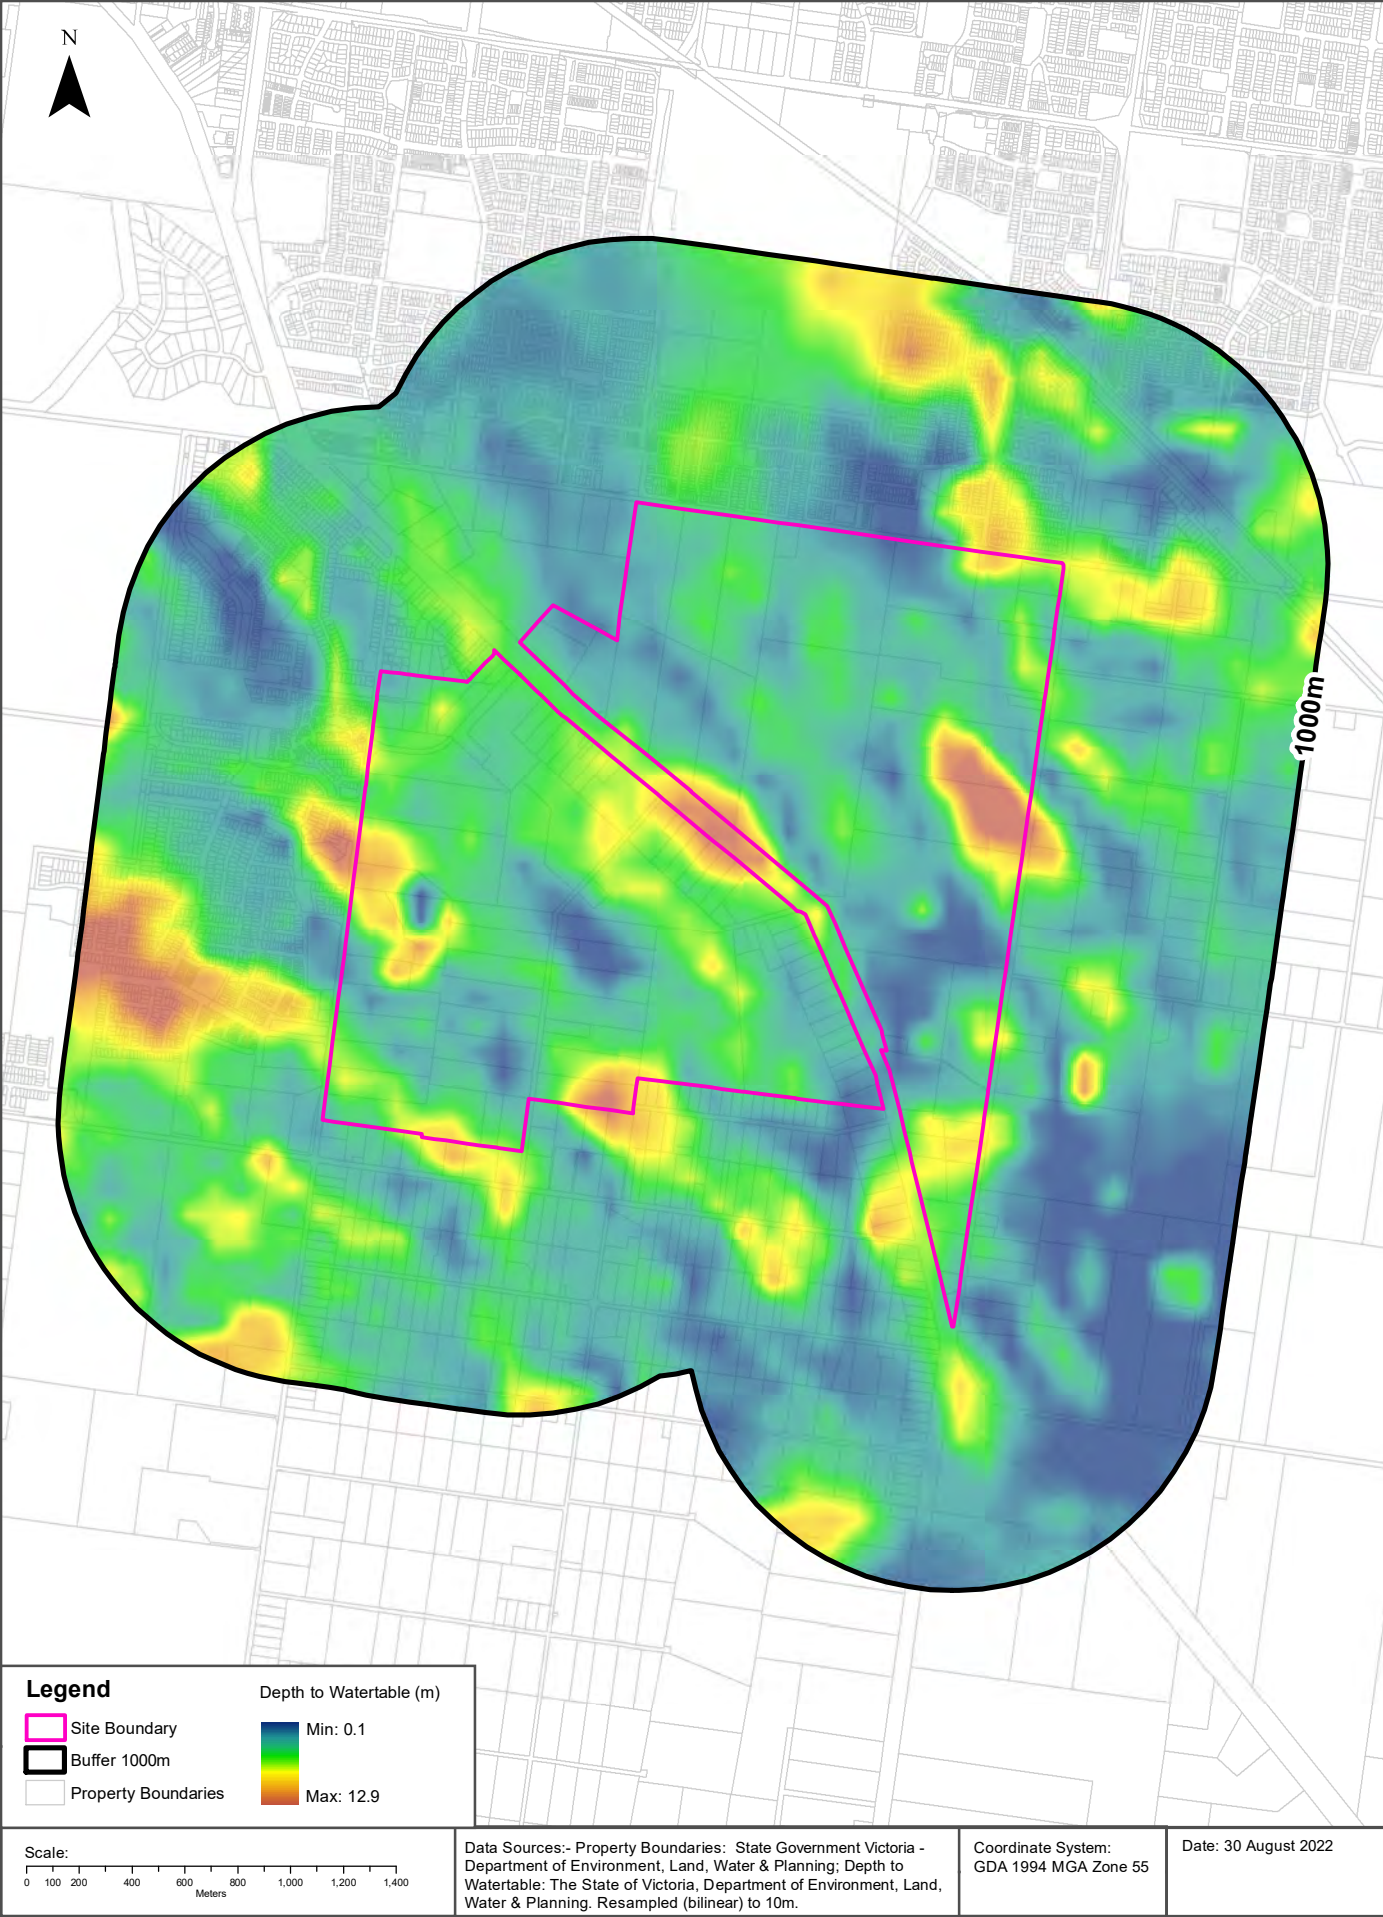 N
1000m
Legend
Site Boundary
Buffer 1000m
Property Boundaries
Depth to Watertable (m)
Min: 0.1
Max: 12.9
Scale:
0 100 200 400 600 800 1,000 1,200 1,400
Meters
Data Sources:- Property Boundaries: State Government Victoria -
Department of Environment, Land, Water & Planning; Depth to
Watertable: The State of Victoria, Department of Environment, Land,
Water & Planning. Resampled (bilinear) to 10m.
Coordinate System:
GDA 1994 MGA Zone 55
Date: 30 August 2022